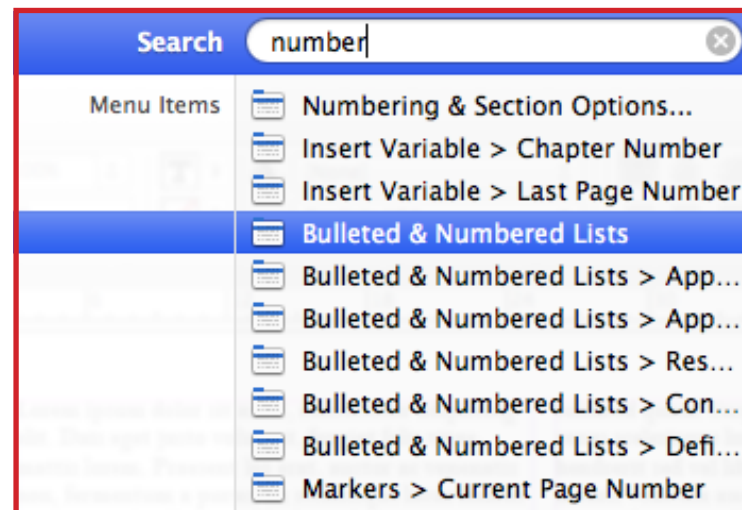 Search number
Menu Items Numbering & Section Options...
Insert Variable > Chapter Number
Insert Variable > Last Page Number
Bulleted & Numbered Lists
Bulleted & Numbered Lists > App...
Bulleted & Numbered Lists > App...
Bulleted & Numbered Lists > Res...
Bulleted & Numbered Lists > Con...
Bulleted & Numbered Lists > Defi...
Markers > Current Page Number